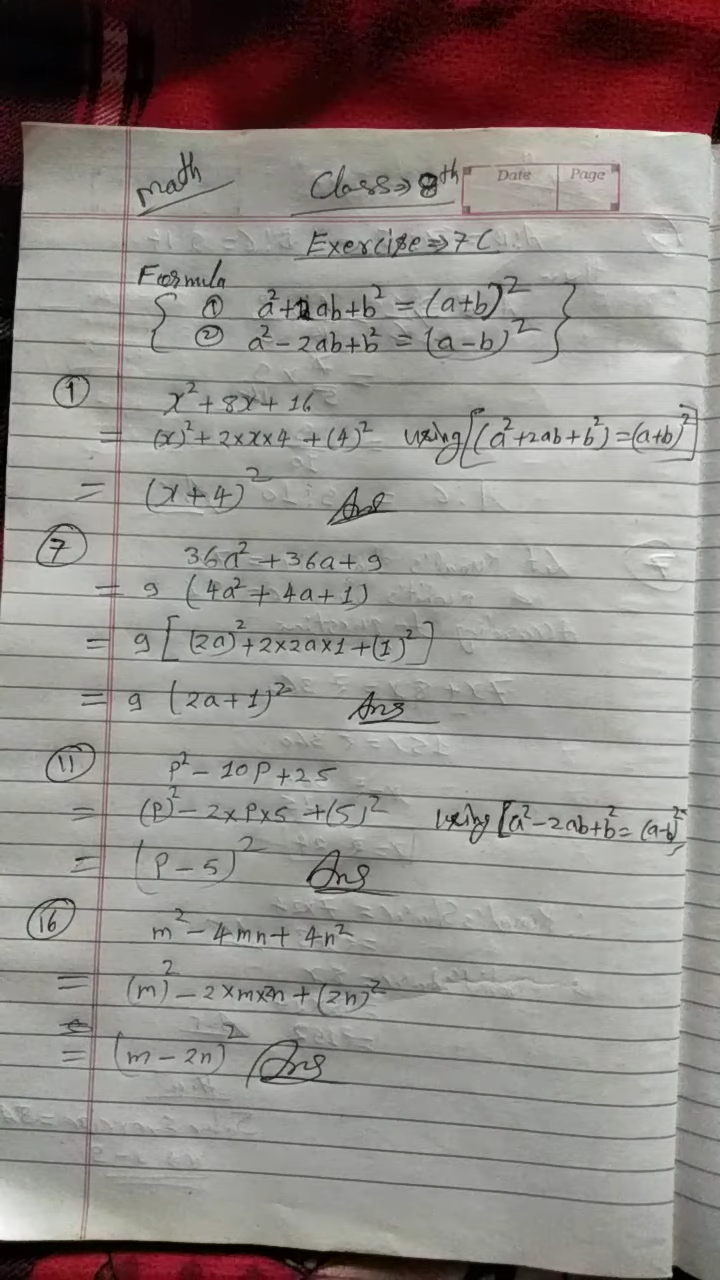 math Class⇒ 8th Date Page
Exercise⇒7C
Formula
① a²+2ab+b² = (a+b)²
② a²-2ab+b² = (a-b)²
① x²+8x+16
= (x)²+2×x×4+(4)² using[(a²+2ab+b²)=(a+b)²]
= (x+4)² Ans
⑦ 36a²+36a+9
= 9 (4a²+4a+1)
= 9[(2a)²+2×2a×1+(1)²]
= 9 (2a+1)² Ans
⑪ P²-10P+25
= (P)²-2×P×5+(5)² using [a²-2ab+b²=(a-b)²]
= (P-5)² Ans
⑯ m²-4mn+4n²
= (m)²-2×m×2n+(2n)²
= (m-2n)² Ans